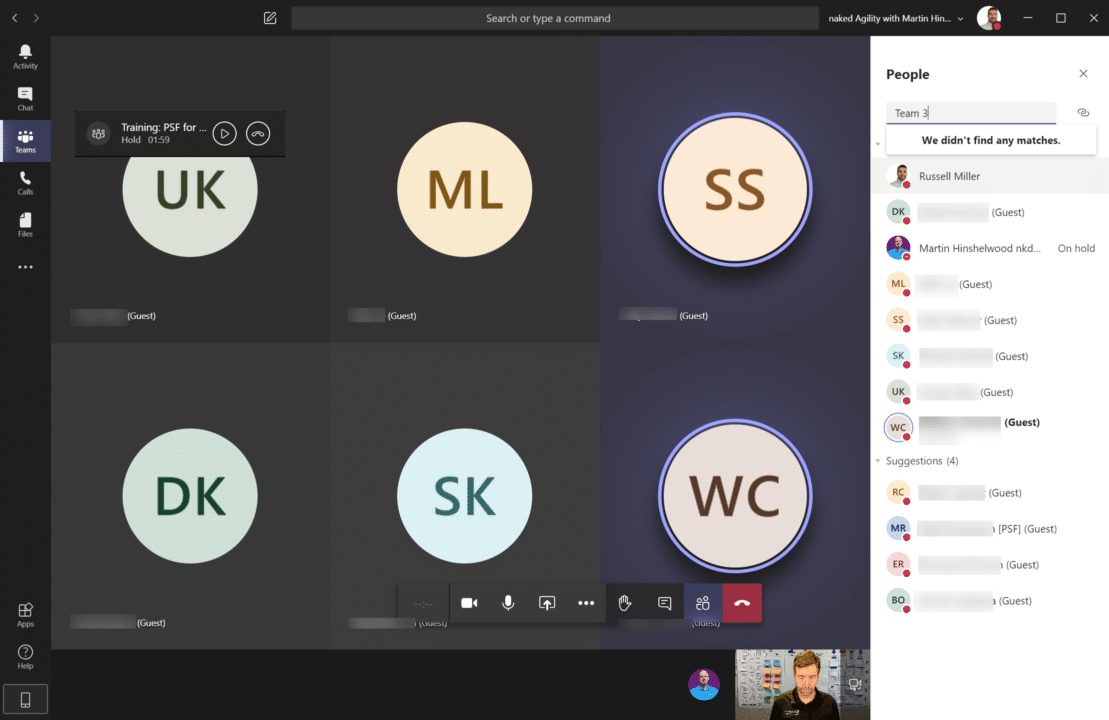 Search or type a command
naked Agility with Martin Hin...
Activity
Chat
Teams
Calls
Files
Apps
Help
Training: PSF for ...
Hold 01:59
UK
(Guest)
ML
(Guest)
SS
(Guest)
DK
(Guest)
SK
(Guest)
WC
(Guest)
--:--
People
Team 3
We didn't find any matches.
Russell Miller
DK (Guest)
Martin Hinshelwood nkd... On hold
ML (Guest)
SS (Guest)
SK (Guest)
UK (Guest)
WC (Guest)
Suggestions (4)
RC (Guest)
MR [PSF] (Guest)
ER (Guest)
BO (Guest)